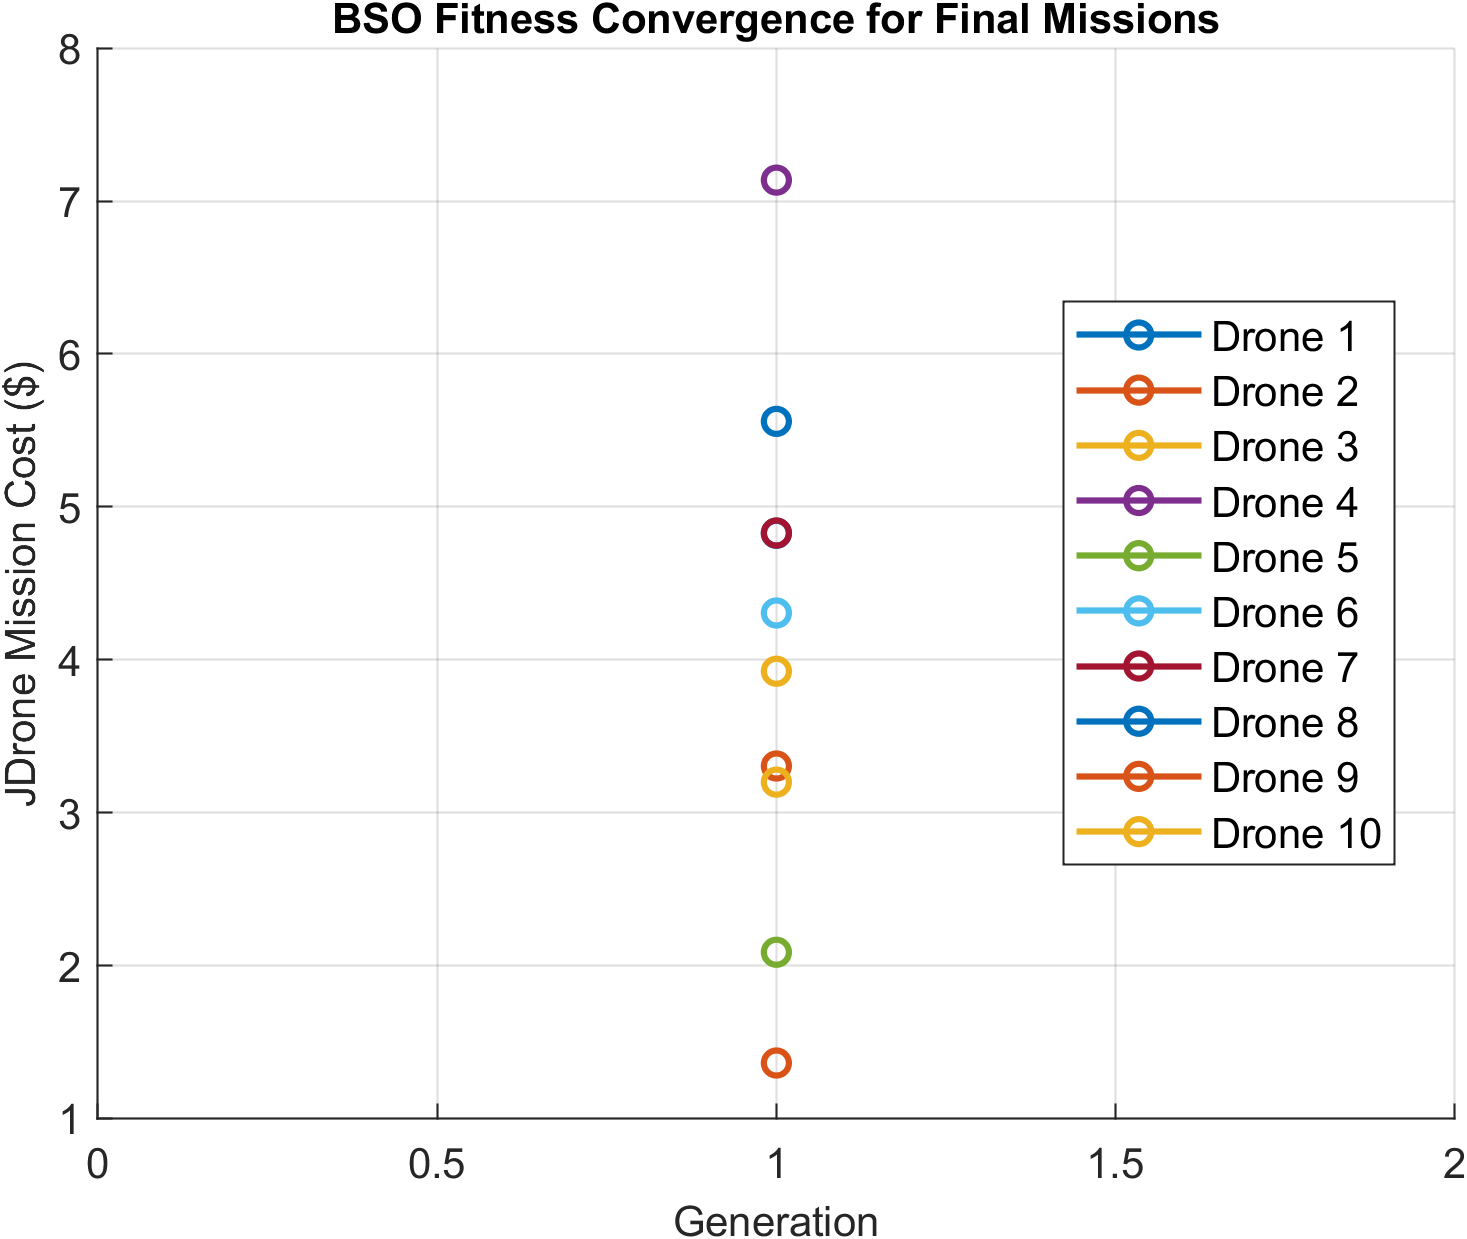 BSO Fitness Convergence for Final Missions
8
7
6
5
4
3
2
1
JDrone Mission Cost ($)
Drone 1
Drone 2
Drone 3
Drone 4
Drone 5
Drone 6
Drone 7
Drone 8
Drone 9
Drone 10
0 0.5 1 1.5 2
Generation